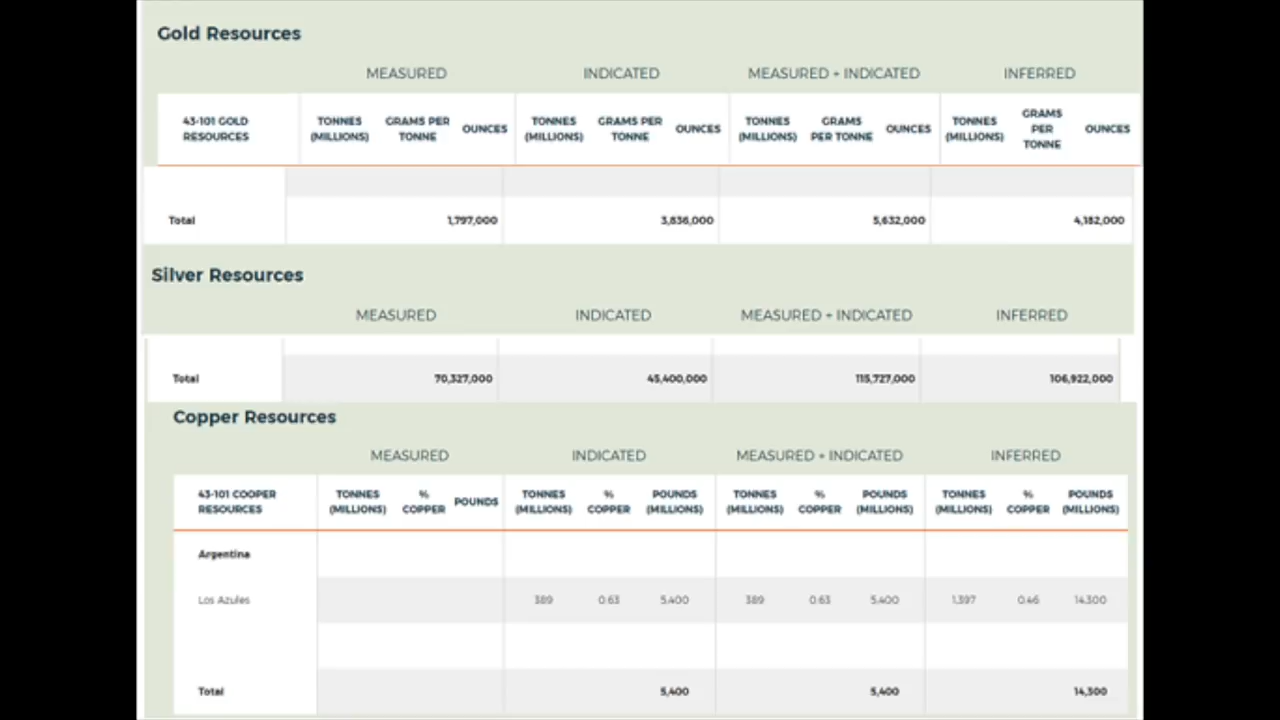 Gold Resources
MEASURED INDICATED MEASURED + INDICATED INFERRED
43-101 GOLD RESOURCES TONNES (MILLIONS) GRAMS PER TONNE OUNCES TONNES (MILLIONS) GRAMS PER TONNE OUNCES TONNES (MILLIONS) GRAMS PER TONNE OUNCES TONNES (MILLIONS) GRAMS PER TONNE OUNCES
Total 1,797,000 3,836,000 5,632,000 4,182,000
Silver Resources
MEASURED INDICATED MEASURED + INDICATED INFERRED
Total 70,327,000 45,400,000 115,727,000 106,922,000
Copper Resources
MEASURED INDICATED MEASURED + INDICATED INFERRED
43-101 COOPER RESOURCES TONNES (MILLIONS) % COPPER POUNDS TONNES (MILLIONS) % COPPER POUNDS (MILLIONS) TONNES (MILLIONS) % COPPER POUNDS (MILLIONS) TONNES (MILLIONS) % COPPER POUNDS (MILLIONS)
Argentina
Los Azules 389 0.63 5,400 389 0.63 5,400 1,397 0.46 14,300
Total 5,400 5,400 14,300